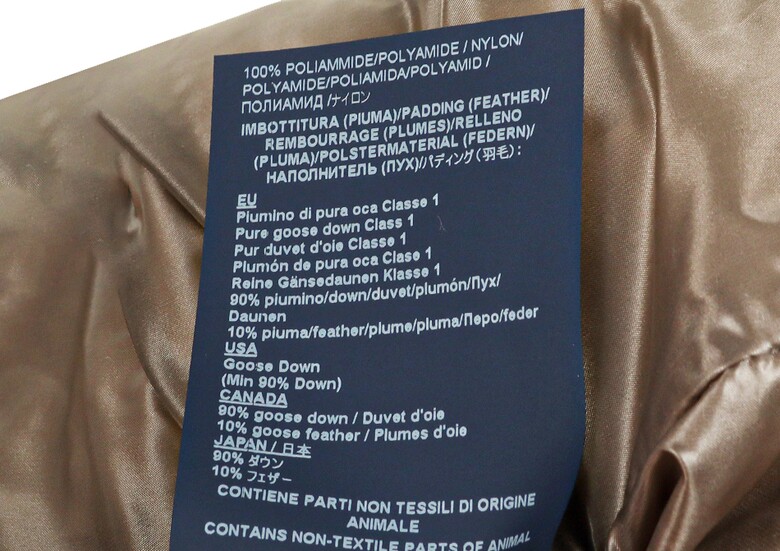 100% POLIAMMIDE/POLYAMIDE / NYLON/
POLYAMIDE/POLIAMIDA/POLYAMID /
ПОЛИАМИД /ナイロン
IMBOTTITURA (PIUMA)/PADDING (FEATHER)/
REMBOURRAGE (PLUMES)/RELLENO
(PLUMA)/POLSTERMATERIAL (FEDERN)/
НАПОЛНИТЕЛЬ (ПУХ)/パディング(羽毛):
EU
Piumino di pura oca Classe 1
Pure goose down Class 1
Pur duvet d'oie Classe 1
Plumón de pura oca Clase 1
Reine Gänsedaunen Klasse 1
90% piumino/down/duvet/plumón/Пух/
Daunen
10% piuma/feather/plume/pluma/Перо/feder
USA
Goose Down
(Min 90% Down)
CANADA
90% goose down / Duvet d'oie
10% goose feather / Plumes d'oie
JAPAN / 日本
90% ダウン
10% フェザー
CONTIENE PARTI NON TESSILI DI ORIGINE
ANIMALE
CONTAINS NON-TEXTILE PARTS OF ANIMAL